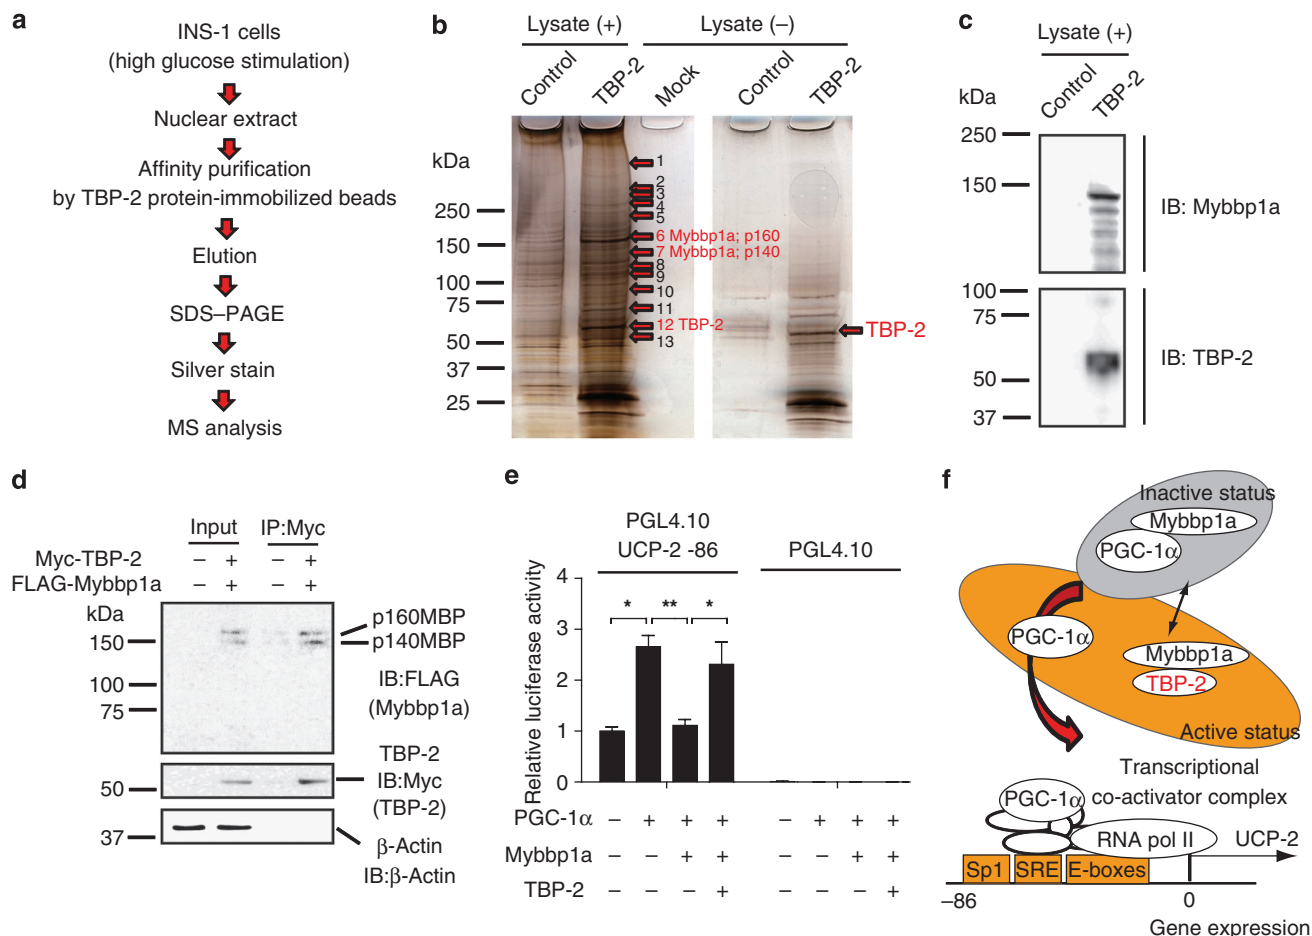 a
INS-1 cells
(high glucose stimulation)
Nuclear extract
Affinity purification
by TBP-2 protein-immobilized beads
Elution
SDS–PAGE
Silver stain
MS analysis
b
Lysate (+)
Lysate (–)
Control
TBP-2
Mock
Control
TBP-2
kDa
250
150
100
75
50
37
25
1
2
3
4
5
6 Mybbp1a; p160
7 Mybbp1a; p140
8
9
10
11
12 TBP-2
13
TBP-2
c
Lysate (+)
Control
TBP-2
kDa
250
150
IB: Mybbp1a
100
75
50
37
IB: TBP-2
d
Input
IP:Myc
Myc-TBP-2 – + – +
FLAG-Mybbp1a – + – +
kDa
150
100
75
50
37
p160MBP
p140MBP
IB:FLAG
(Mybbp1a)
TBP-2
IB:Myc
(TBP-2)
β-Actin
IB:β-Actin
e
PGL4.10
UCP-2 -86
PGL4.10
Relative luciferase activity
4
3
2
1
0
* ** *
PGC-1α – + + + – + + +
Mybbp1a – – + + – – + +
TBP-2 – – – + – – – +
f
Inactive status
Mybbp1a
PGC-1α
PGC-1α
Mybbp1a
TBP-2
Active status
Transcriptional
co-activator complex
PGC-1α
RNA pol II
UCP-2
Sp1
SRE
E-boxes
–86
0
Gene expression